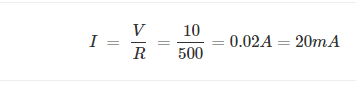 I = V/R = 10/500 = 0.02A = 20mA